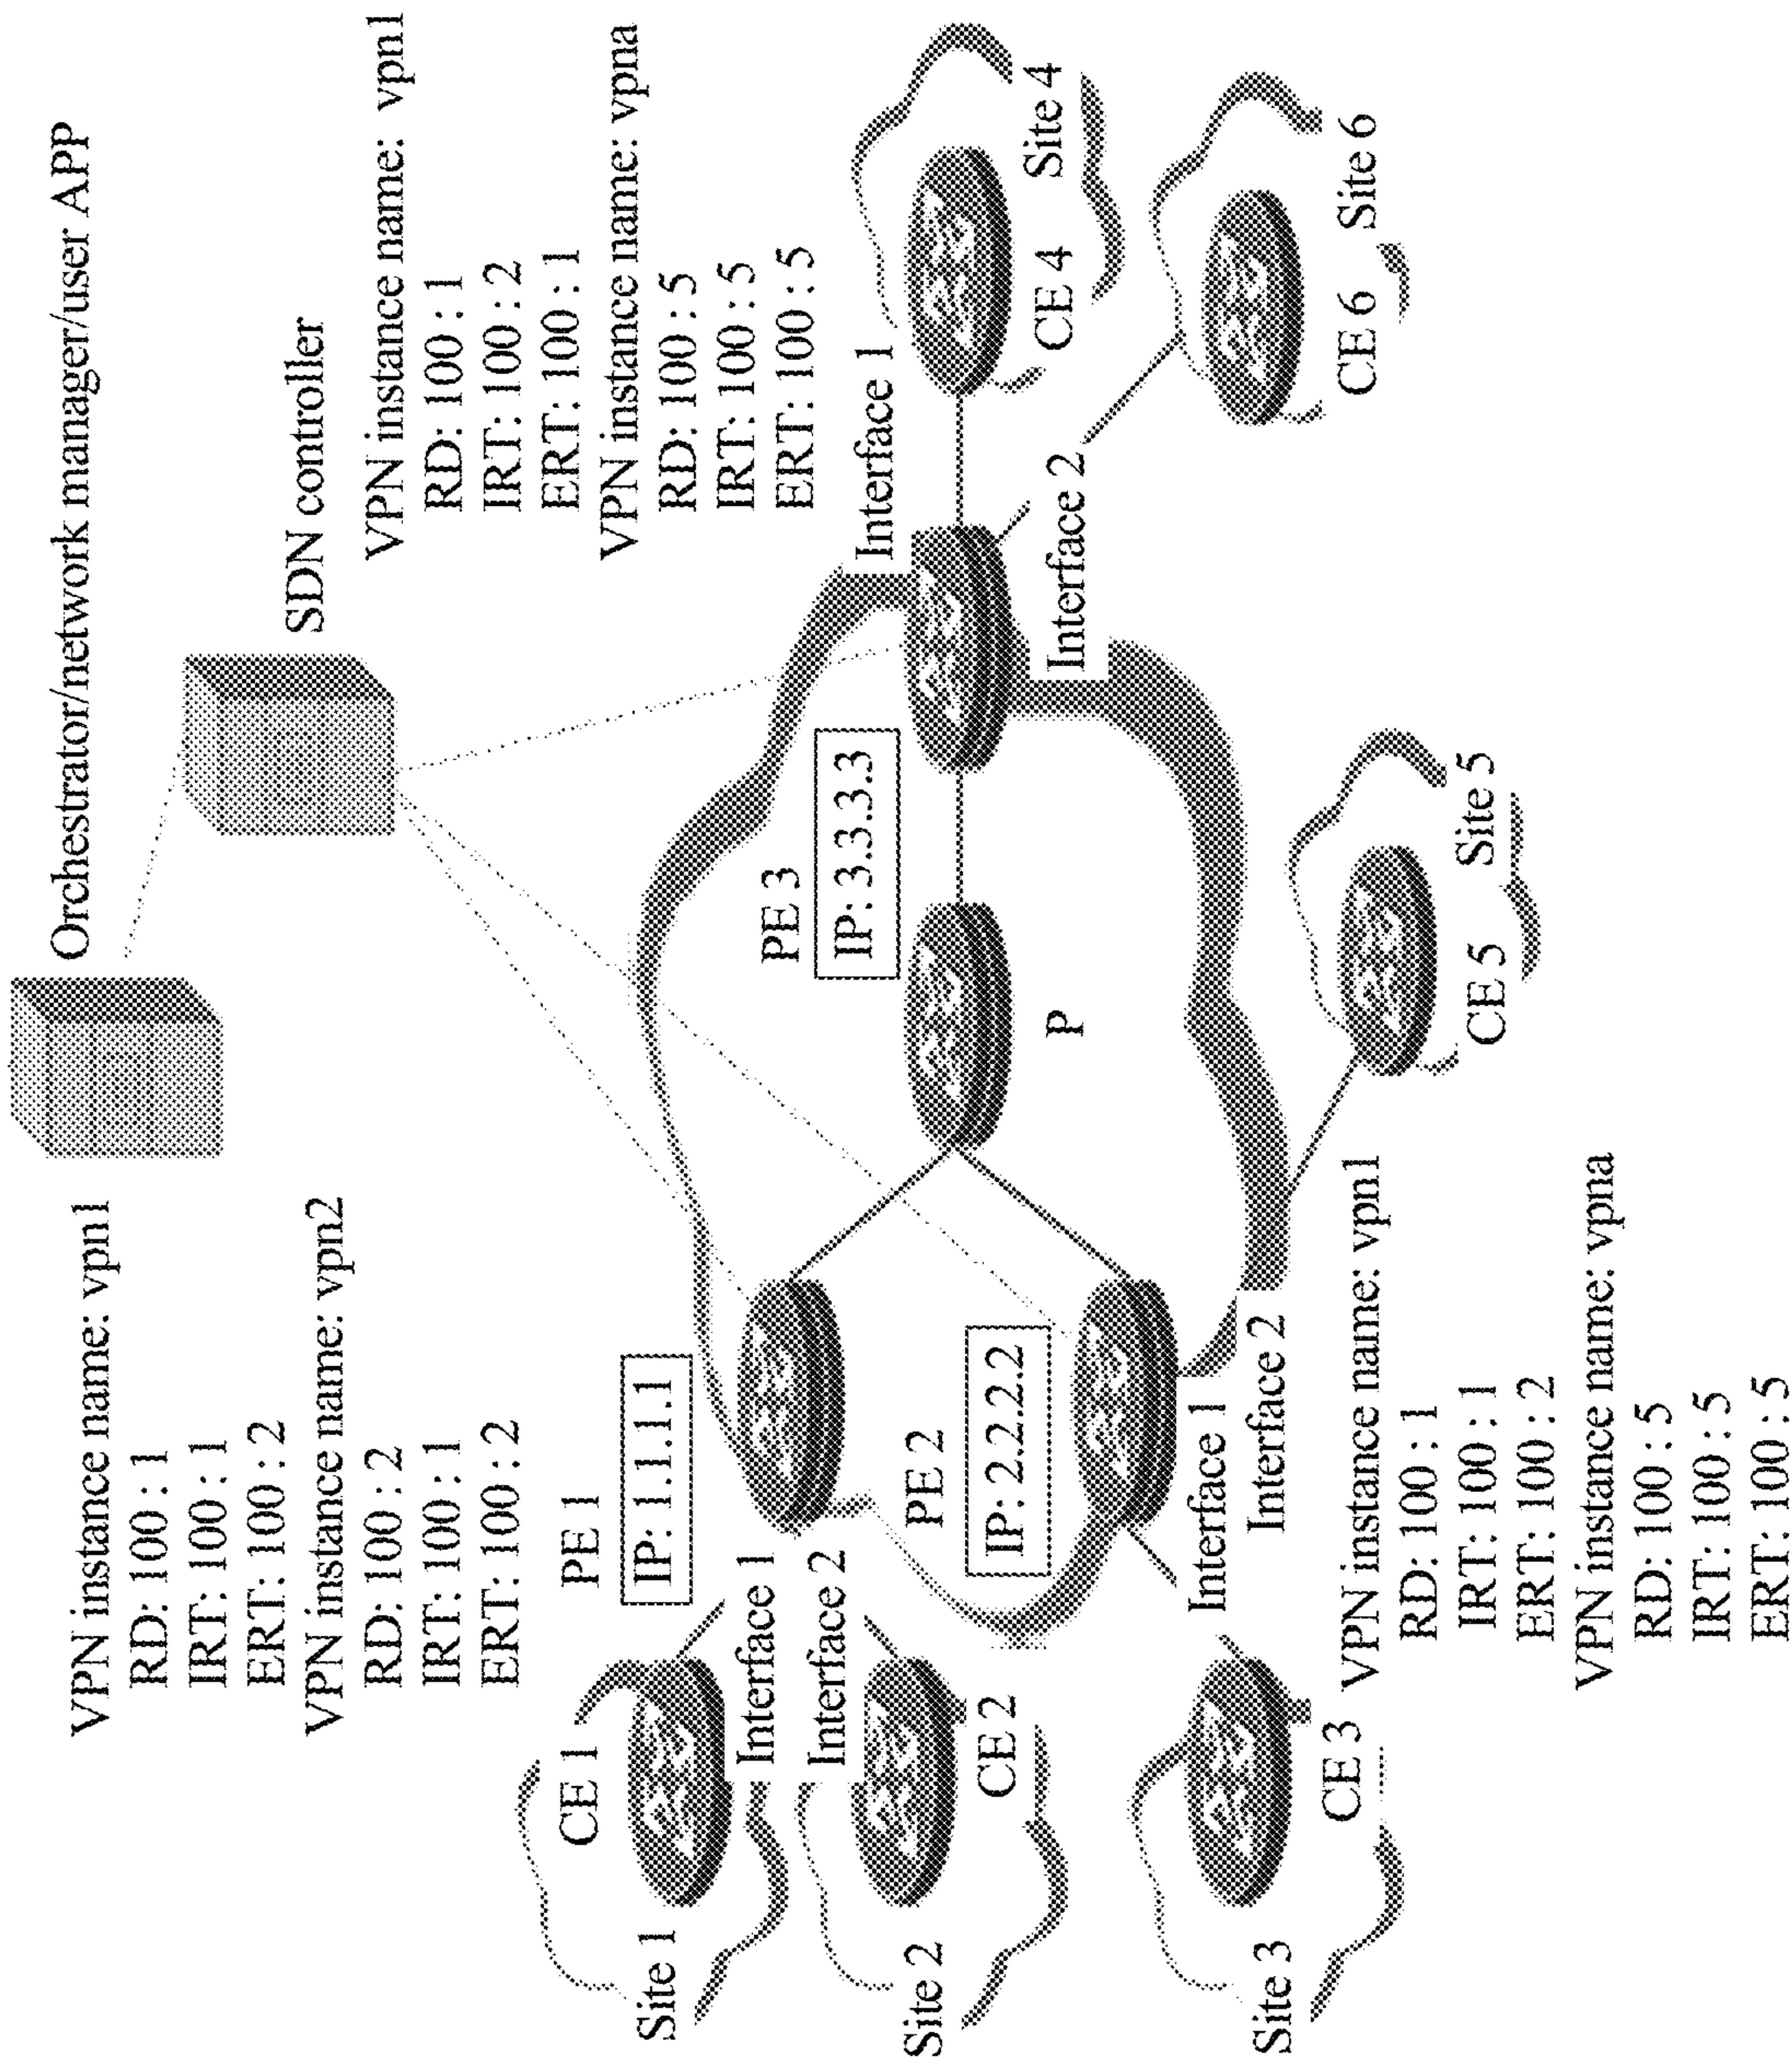 Orchestrator/network manager/user APP
SDN controller
VPN instance name: vpn1
RD: 100 : 1
IRT: 100 : 1
ERT: 100 : 2
VPN instance name: vpn2
RD: 100 : 2
IRT: 100 : 1
ERT: 100 : 2
VPN instance name: vpn1
RD: 100 : 1
IRT: 100 : 2
ERT: 100 : 1
VPN instance name: vpna
RD: 100 : 5
IRT: 100 : 5
ERT: 100 : 5
PE 1
IP: 1.1.1.1
CE 1
Site 1
Interface 1
Interface 2
CE 2
Site 2
PE 2
IP: 2.2.2.2
PE 3
IP: 3.3.3.3
P
Interface 1
Interface 2
Site 4
CE 4
Site 6
CE 6
Interface 1
Interface 2
CE 3
Site 3
CE 5
Site 5
VPN instance name: vpn1
RD: 100 : 1
IRT: 100 : 1
ERT: 100 : 2
VPN instance name: vpna
RD: 100 : 5
IRT: 100 : 5
ERT: 100 : 5